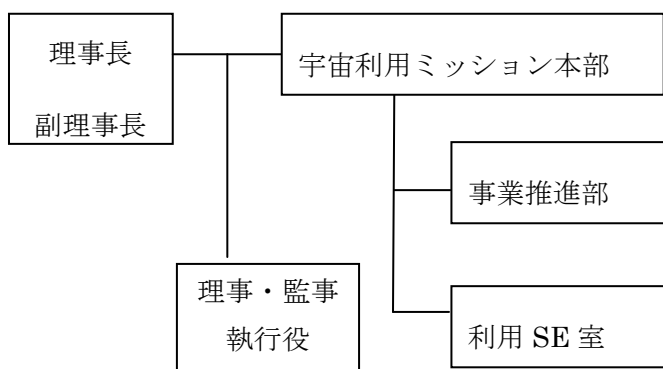 理事長
副理事長
宇宙利用ミッション本部
事業推進部
理事・監事
執行役
利用 SE 室